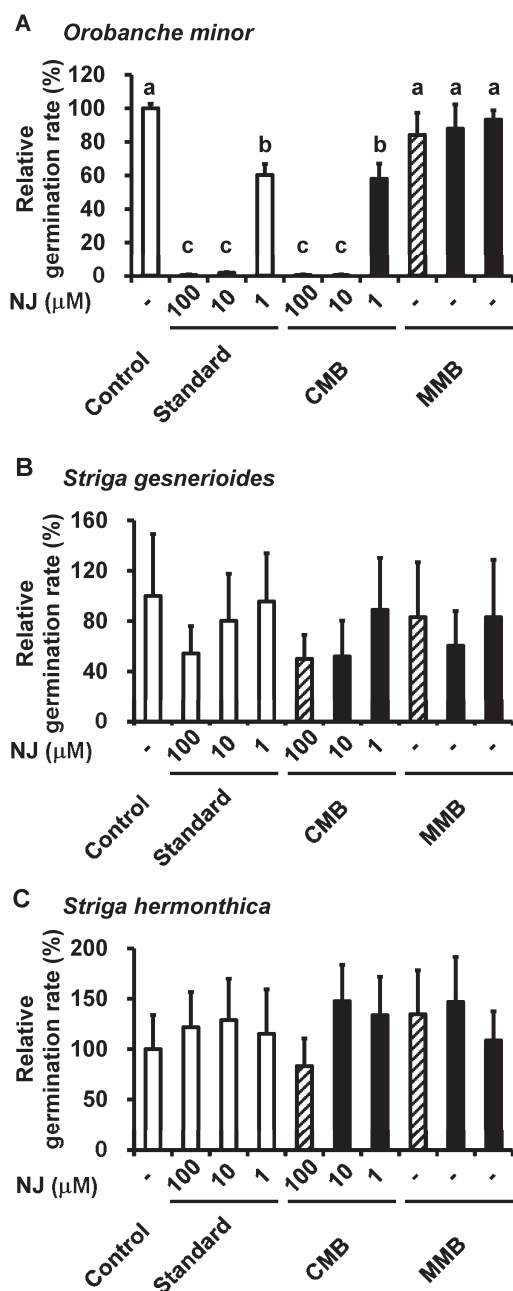 A Orobanche minor
Relative
germination rate (%)
120
100
80
60
40
20
0
a
c
c
b
c
c
b
a
a
a
NJ (μM)
- 100 10 1 100 10 1 - - -
Control Standard CMB MMB
B Striga gesnerioides
Relative
germination rate (%)
160
120
80
40
0
NJ (μM)
- 100 10 1 100 10 1 - - -
Control Standard CMB MMB
C Striga hermonthica
Relative
germination rate (%)
200
150
100
50
0
NJ (μM)
- 100 10 1 100 10 1 - - -
Control Standard CMB MMB